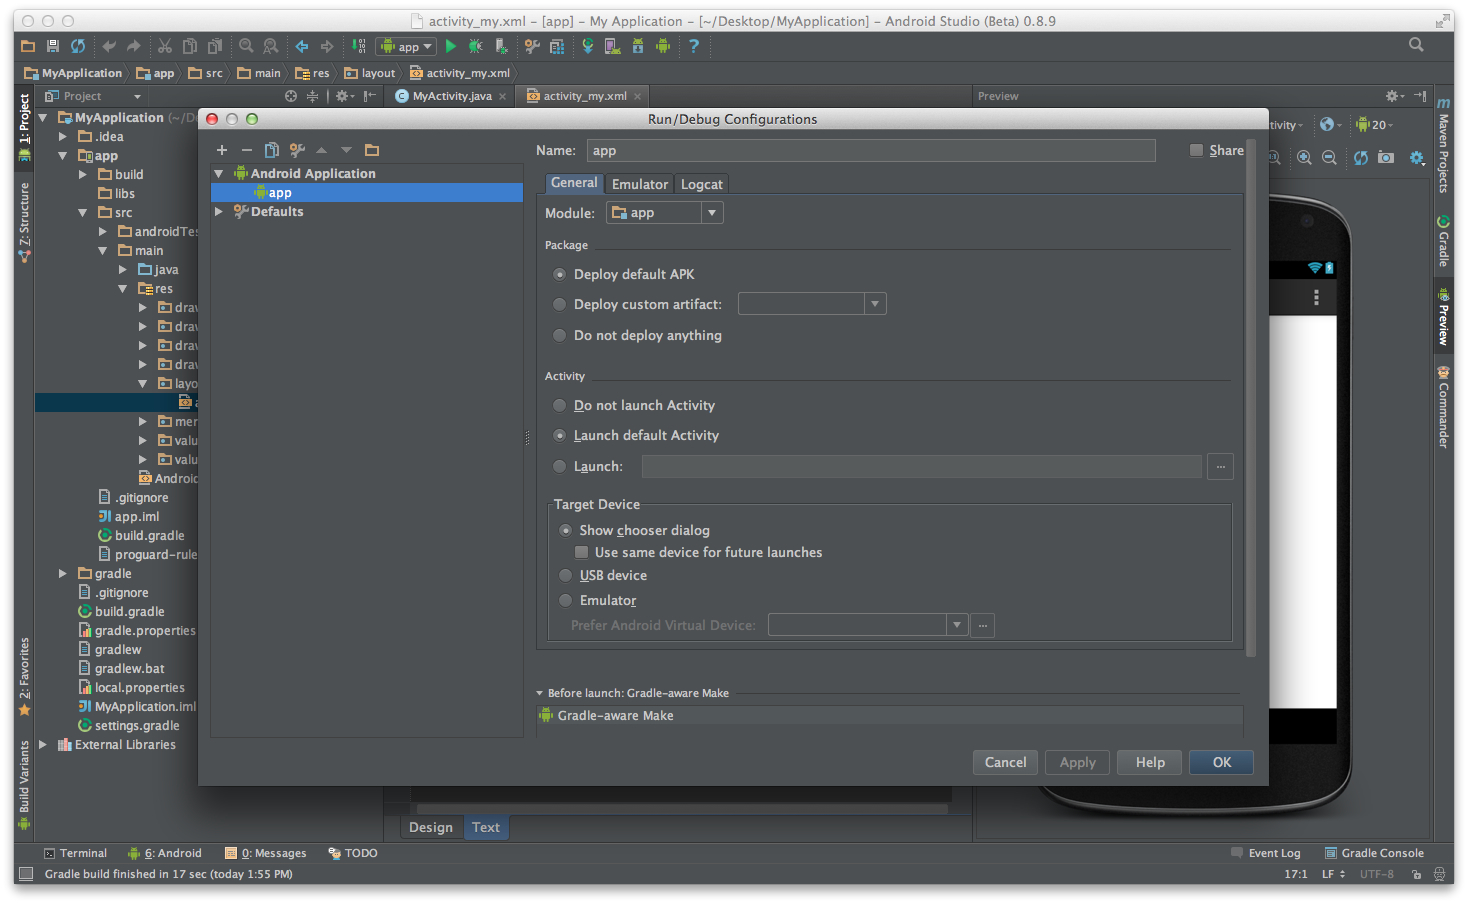 activity_my.xml – [app] – My Application – [~/Desktop/MyApplication] – Android Studio (Beta) 0.8.9
app
?
MyApplication
app
src
main
res
layout
activity_my.xml
Project
MyActivity.java
activity_my.xml
Preview
1: Project
Z: Structure
2: Favorites
Build Variants
MyApplication (~/D
.idea
app
build
libs
src
androidTes
main
java
res
draw
draw
draw
draw
layo
a
men
valu
valu
Android
.gitignore
app.iml
build.gradle
proguard-rule
gradle
.gitignore
build.gradle
gradle.properties
gradlew
gradlew.bat
local.properties
MyApplication.iml
settings.gradle
External Libraries
Run/Debug Configurations
Android Application
app
Defaults
Name: app
Share
General Emulator Logcat
Module: app
Package
Deploy default APK
Deploy custom artifact:
Do not deploy anything
Activity
Do not launch Activity
Launch default Activity
Launch: ...
Target Device
Show chooser dialog
Use same device for future launches
USB device
Emulator
Prefer Android Virtual Device: ...
Before launch: Gradle-aware Make
Gradle-aware Make
Cancel Apply Help OK
tivity
20
m Maven Projects
Gradle
Preview
Commander
Design Text
Terminal
6: Android
0: Messages
TODO
Event Log
Gradle Console
Gradle build finished in 17 sec (today 1:55 PM)
17:1 LF UTF-8